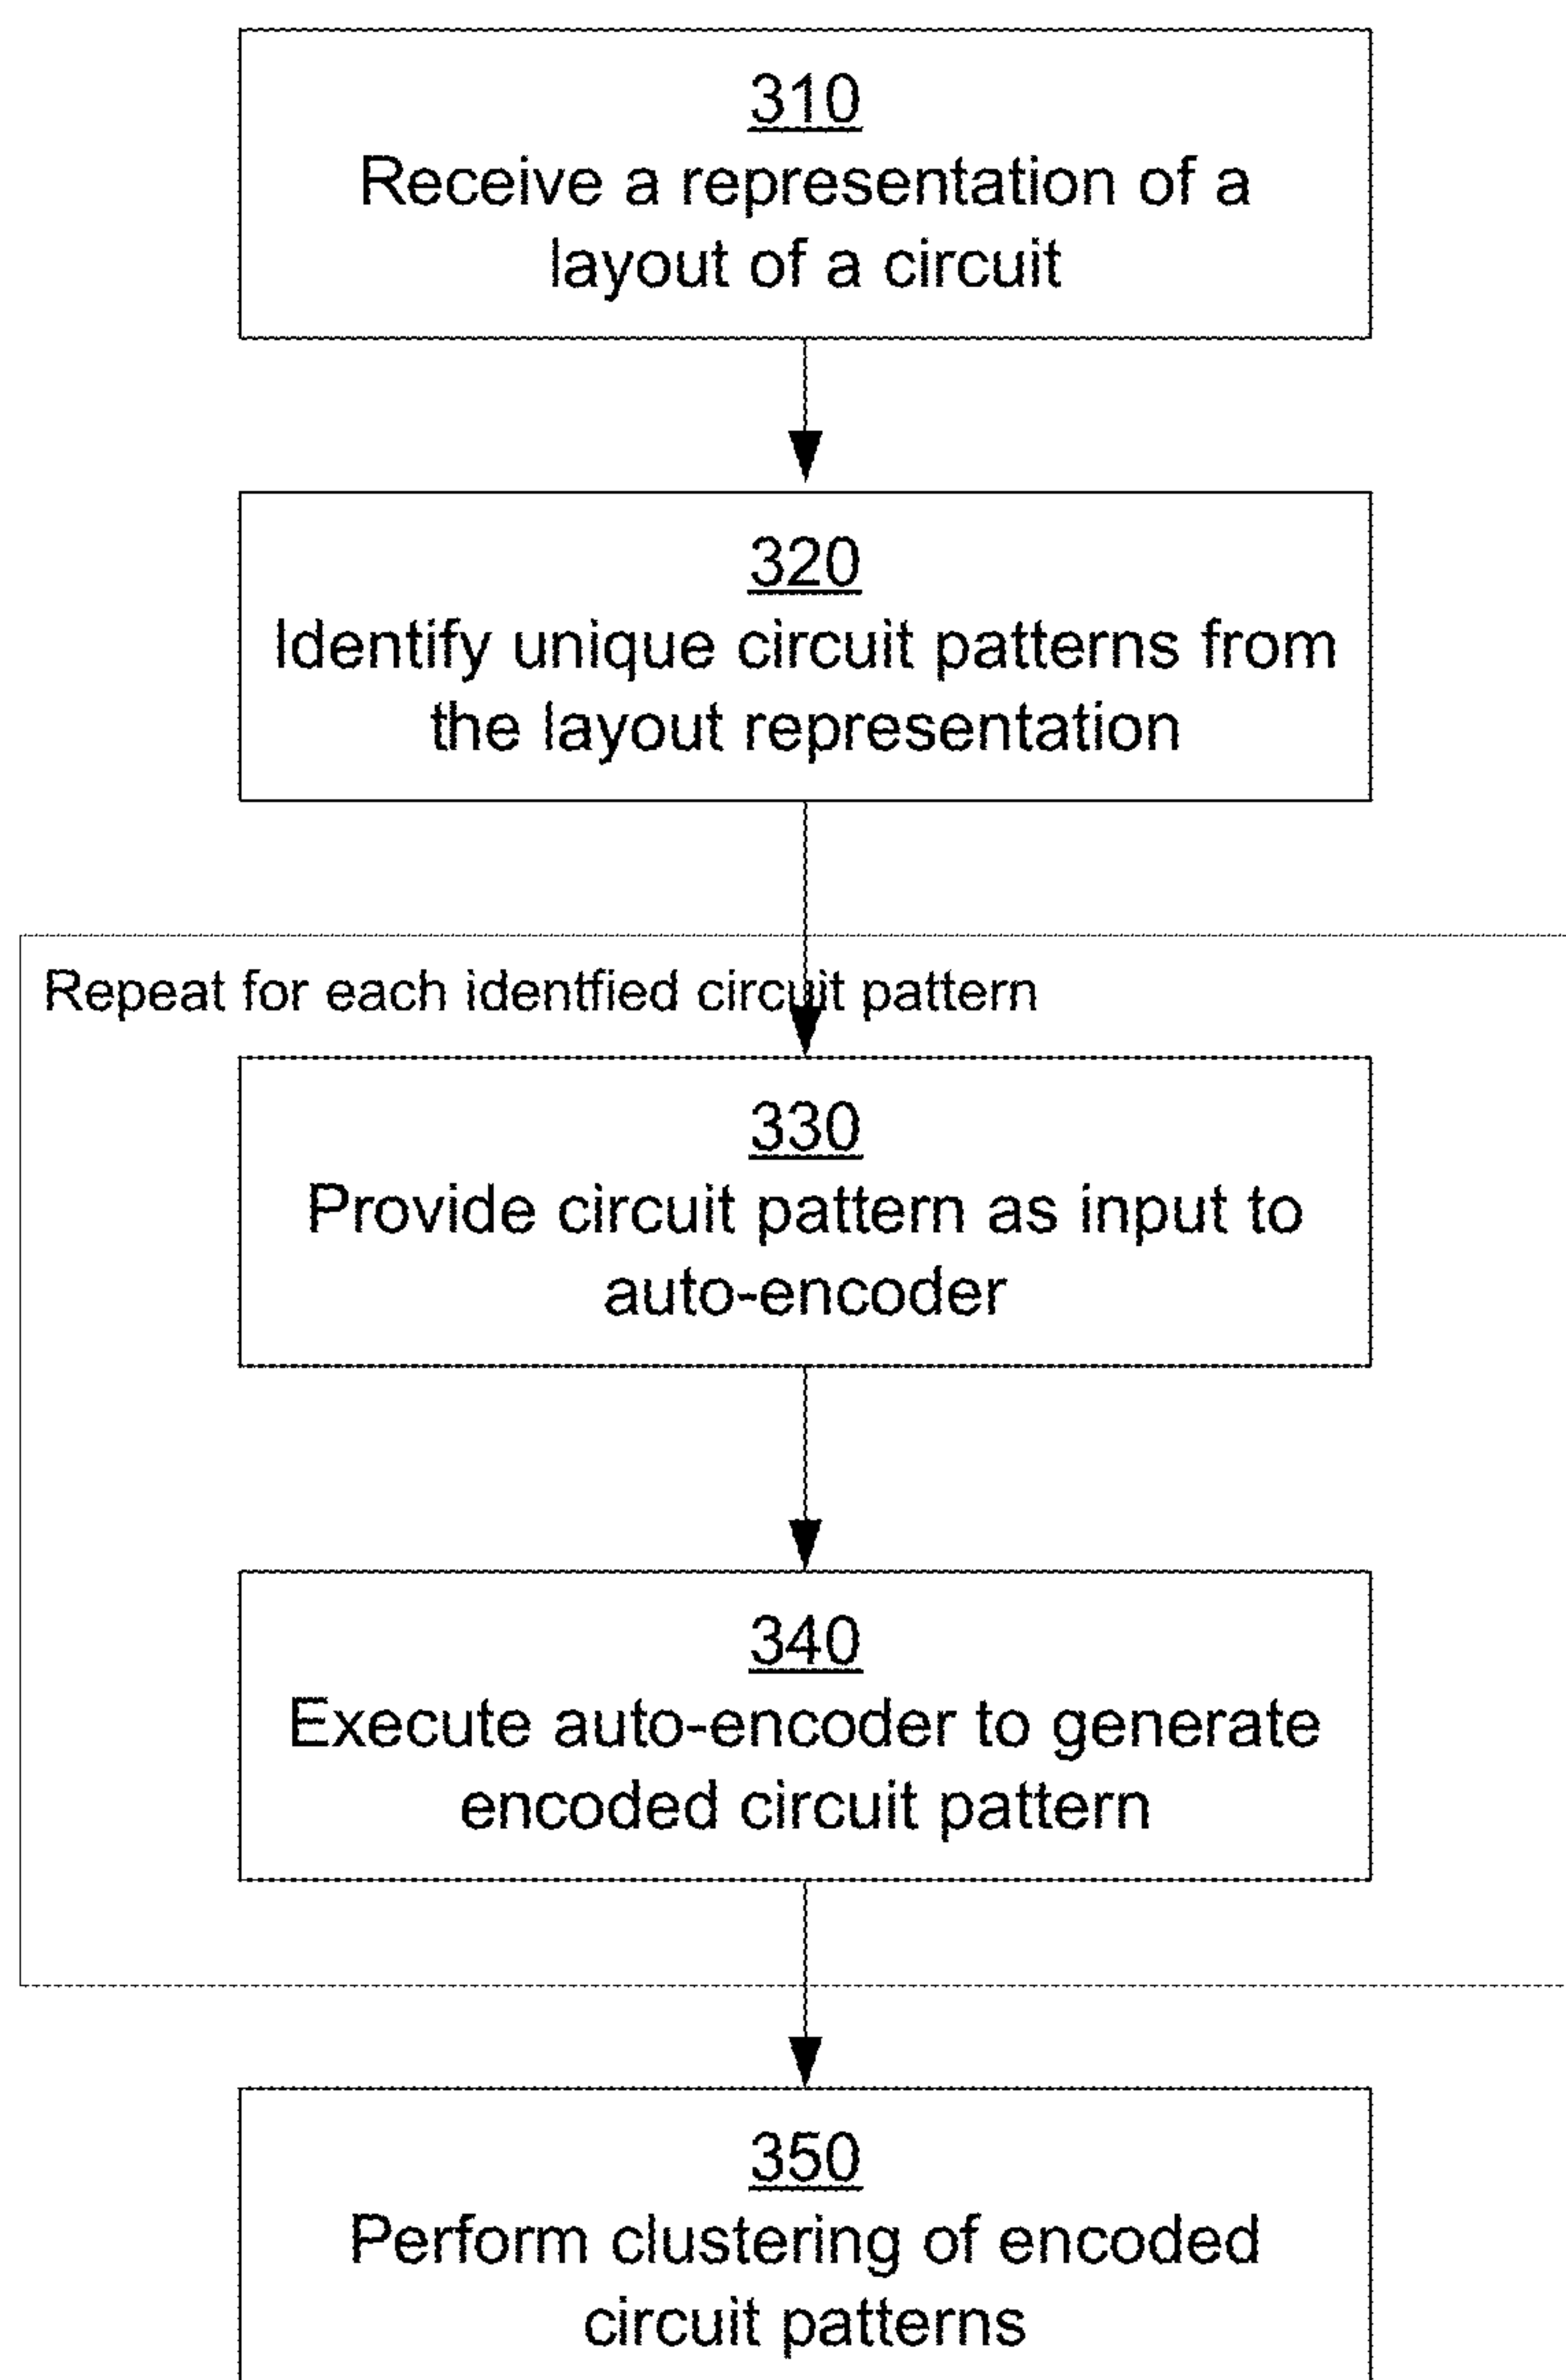 310
Receive a representation of a
layout of a circuit
320
Identify unique circuit patterns from
the layout representation
Repeat for each identfied circuit pattern
330
Provide circuit pattern as input to
auto-encoder
340
Execute auto-encoder to generate
encoded circuit pattern
350
Perform clustering of encoded
circuit patterns